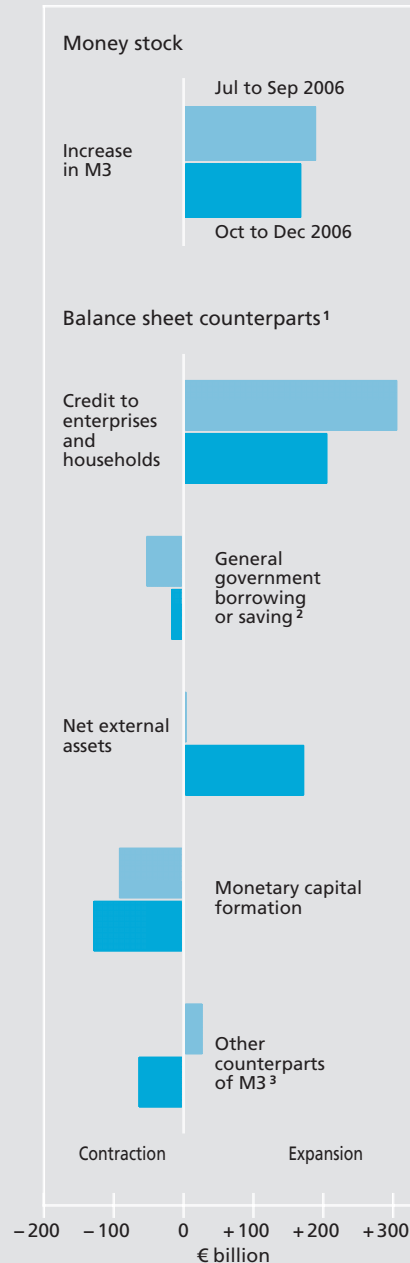 Money stock
Jul to Sep 2006
Increase
in M3
Oct to Dec 2006
Balance sheet counterparts¹
Credit to
enterprises
and
households
General
government
borrowing
or saving²
Net external
assets
Monetary capital
formation
Other
counterparts
of M3³
Contraction Expansion
−200 −100 0 +100 +200 +300
€ billion